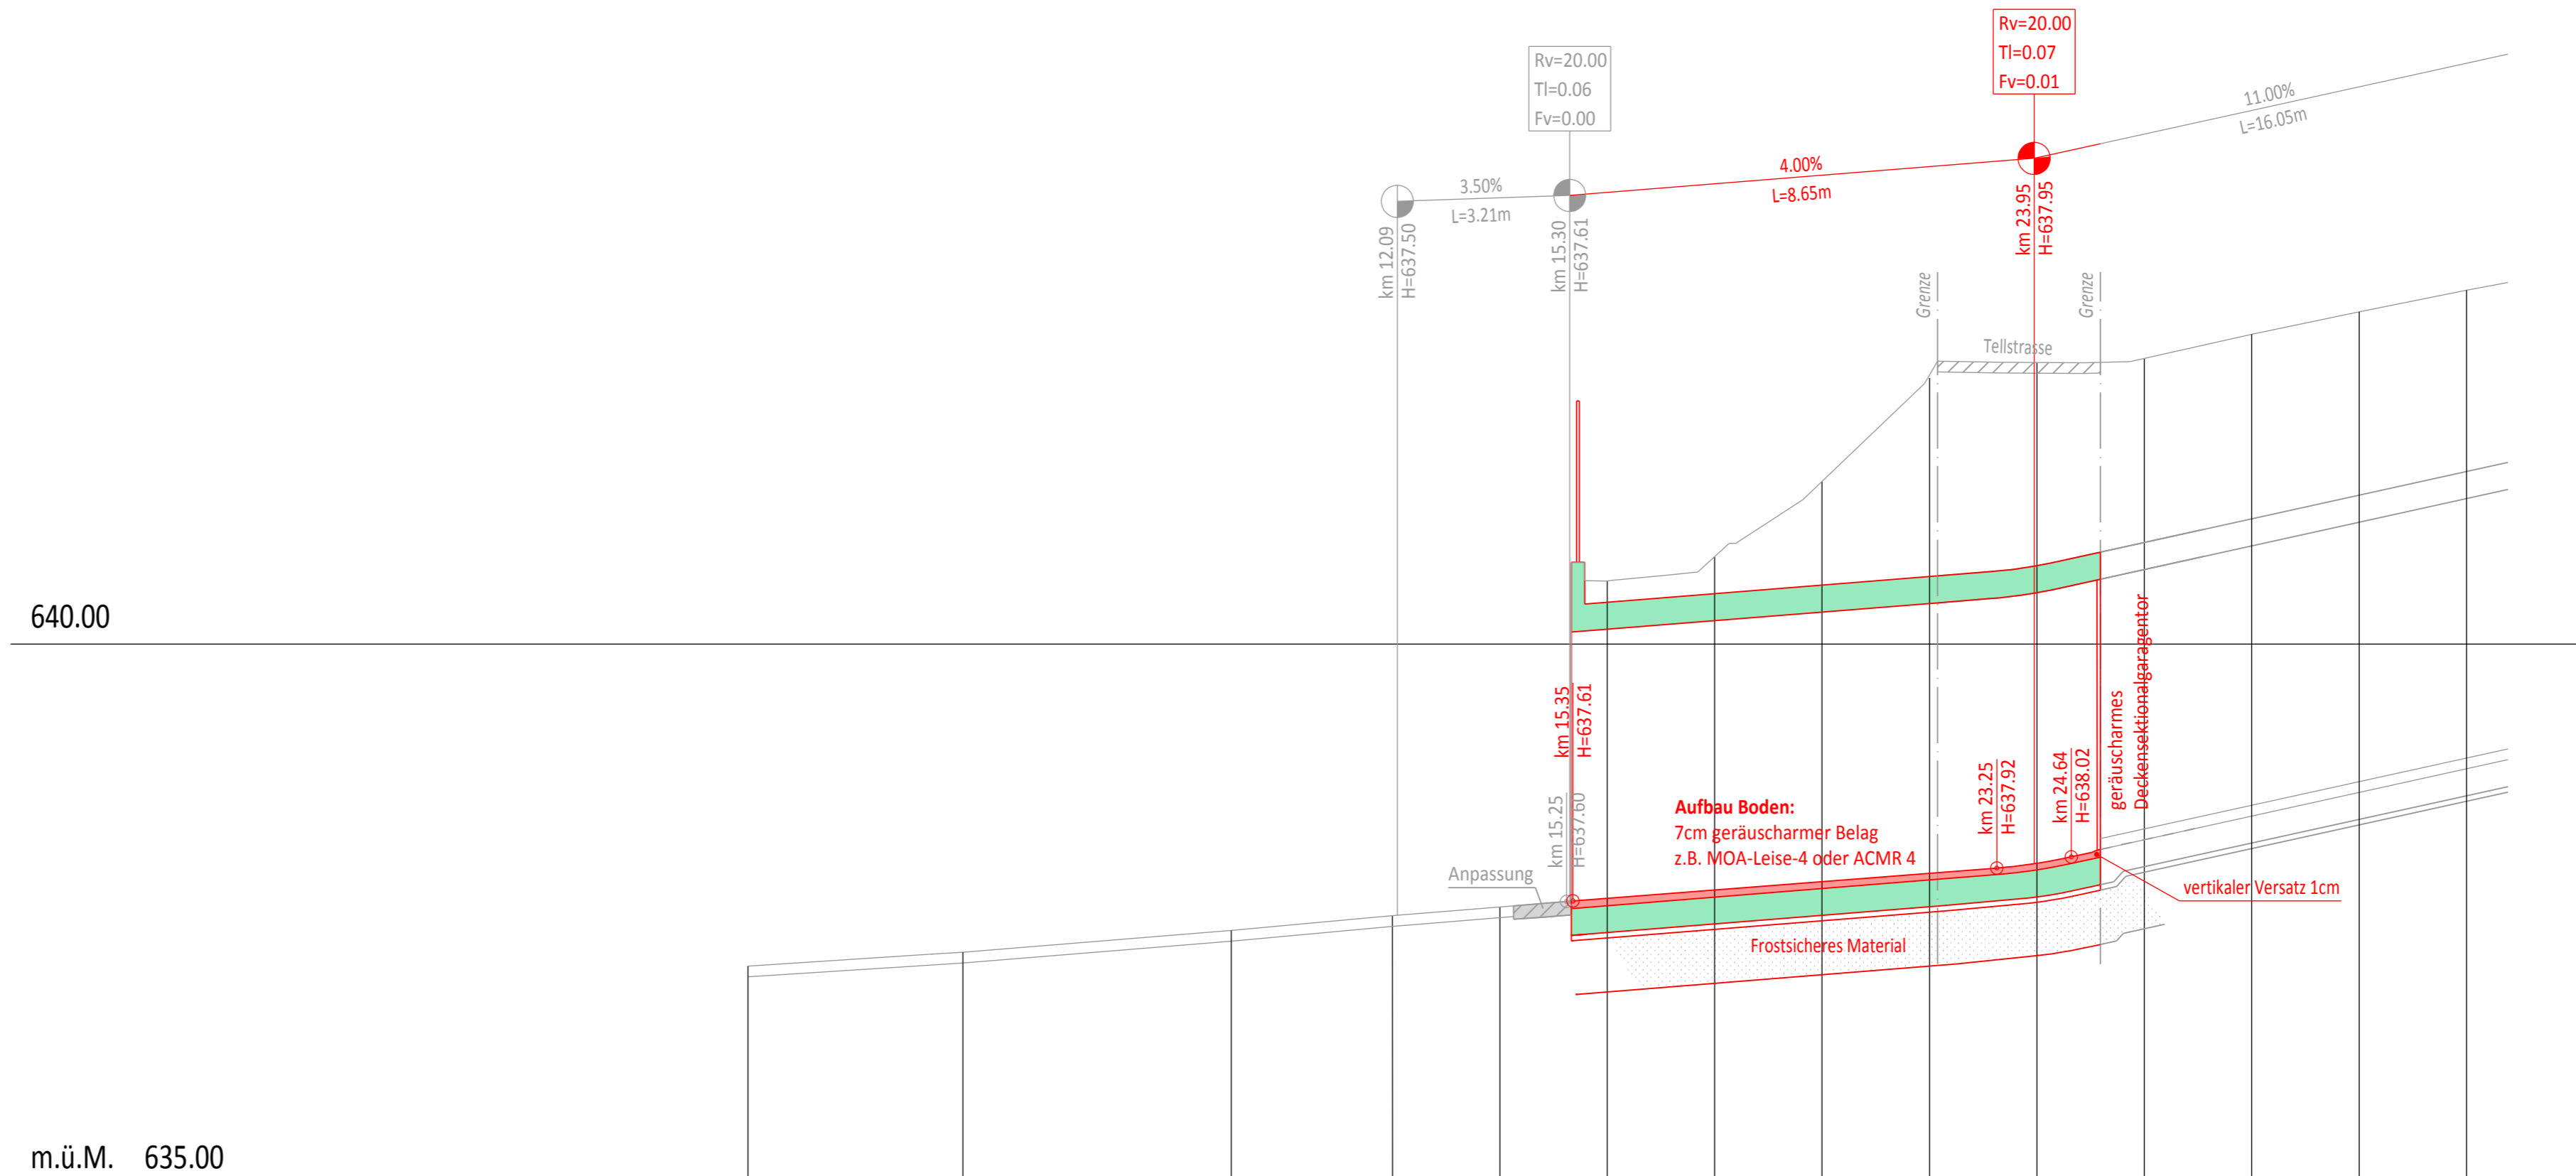 Rv=20.00
Tl=0.07
Fv=0.01
Rv=20.00
Tl=0.06
Fv=0.00
11.00%
L=16.05m
4.00%
L=8.65m
3.50%
L=3.21m
km 12.09
H=637.50
km 15.30
H=637.61
km 23.95
H=637.95
Grenze
Grenze
Tellstrasse
640.00
km 15.35
H=637.61
geräuscharmes
Deckensektionalgaragentor
km 15.25
H=637.60
km 23.25
H=637.92
km 24.64
H=638.02
Aufbau Boden:
7cm geräuscharmer Belag
z.B. MOA-Leise-4 oder ACMR 4
Anpassung
vertikaler Versatz 1cm
Frostsicheres Material
m.ü.M. 635.00